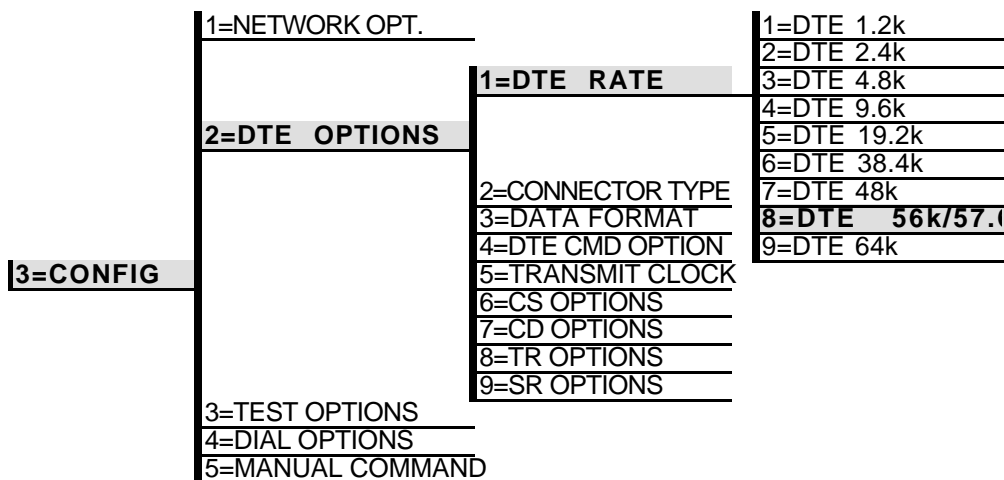 3=CONFIG
1=NETWORK OPT.
2=DTE OPTIONS
3=TEST OPTIONS
4=DIAL OPTIONS
5=MANUAL COMMAND
1=DTE RATE
2=CONNECTOR TYPE
3=DATA FORMAT
4=DTE CMD OPTION
5=TRANSMIT CLOCK
6=CS OPTIONS
7=CD OPTIONS
8=TR OPTIONS
9=SR OPTIONS
1=DTE 1.2k
2=DTE 2.4k
3=DTE 4.8k
4=DTE 9.6k
5=DTE 19.2k
6=DTE 38.4k
7=DTE 48k
8=DTE
9=DTE 64k